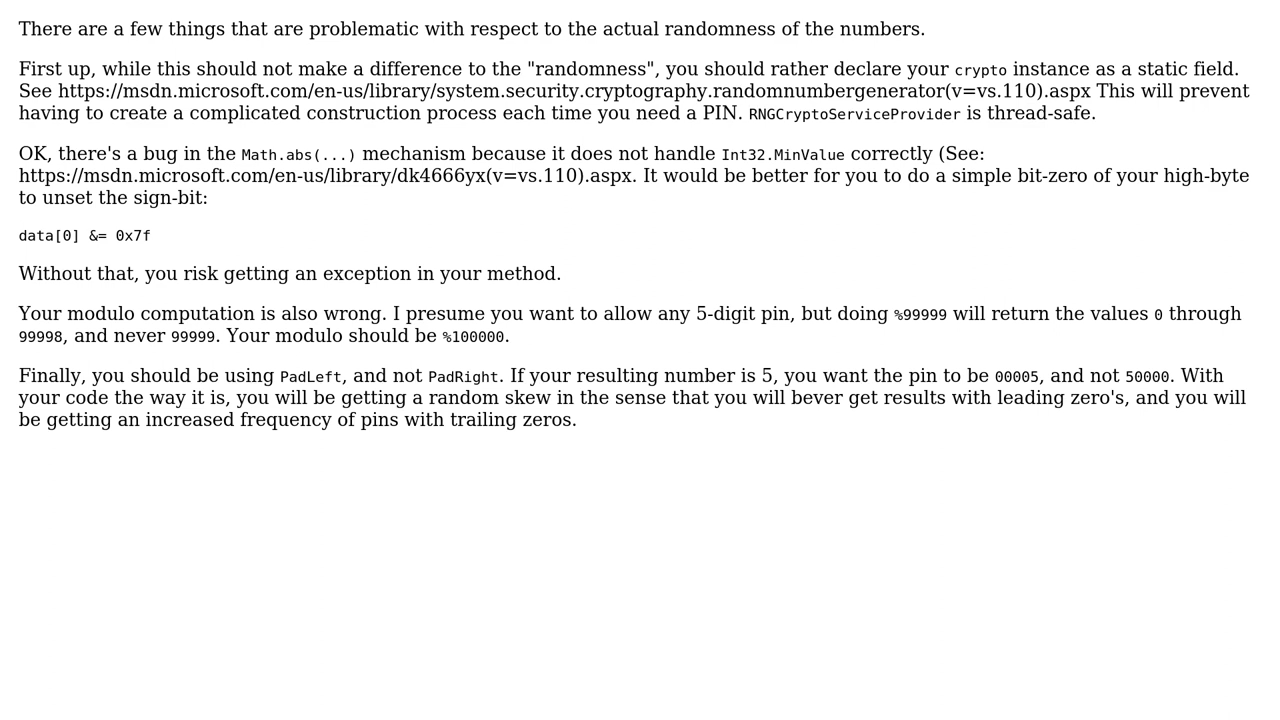 There are a few things that are problematic with respect to the actual randomness of the numbers.
First up, while this should not make a difference to the "randomness", you should rather declare your crypto instance as a static field.
See https://msdn.microsoft.com/en-us/library/system.security.cryptography.randomnumbergenerator(v=vs.110).aspx This will prevent
having to create a complicated construction process each time you need a PIN. RNGCryptoServiceProvider is thread-safe.
OK, there's a bug in the Math.abs(...) mechanism because it does not handle Int32.MinValue correctly (See:
https://msdn.microsoft.com/en-us/library/dk4666yx(v=vs.110).aspx. It would be better for you to do a simple bit-zero of your high-byte
to unset the sign-bit:
data[0] &= 0x7f
Without that, you risk getting an exception in your method.
Your modulo computation is also wrong. I presume you want to allow any 5-digit pin, but doing %99999 will return the values 0 through
99998, and never 99999. Your modulo should be %100000.
Finally, you should be using PadLeft, and not PadRight. If your resulting number is 5, you want the pin to be 00005, and not 50000. With
your code the way it is, you will be getting a random skew in the sense that you will bever get results with leading zero's, and you will
be getting an increased frequency of pins with trailing zeros.